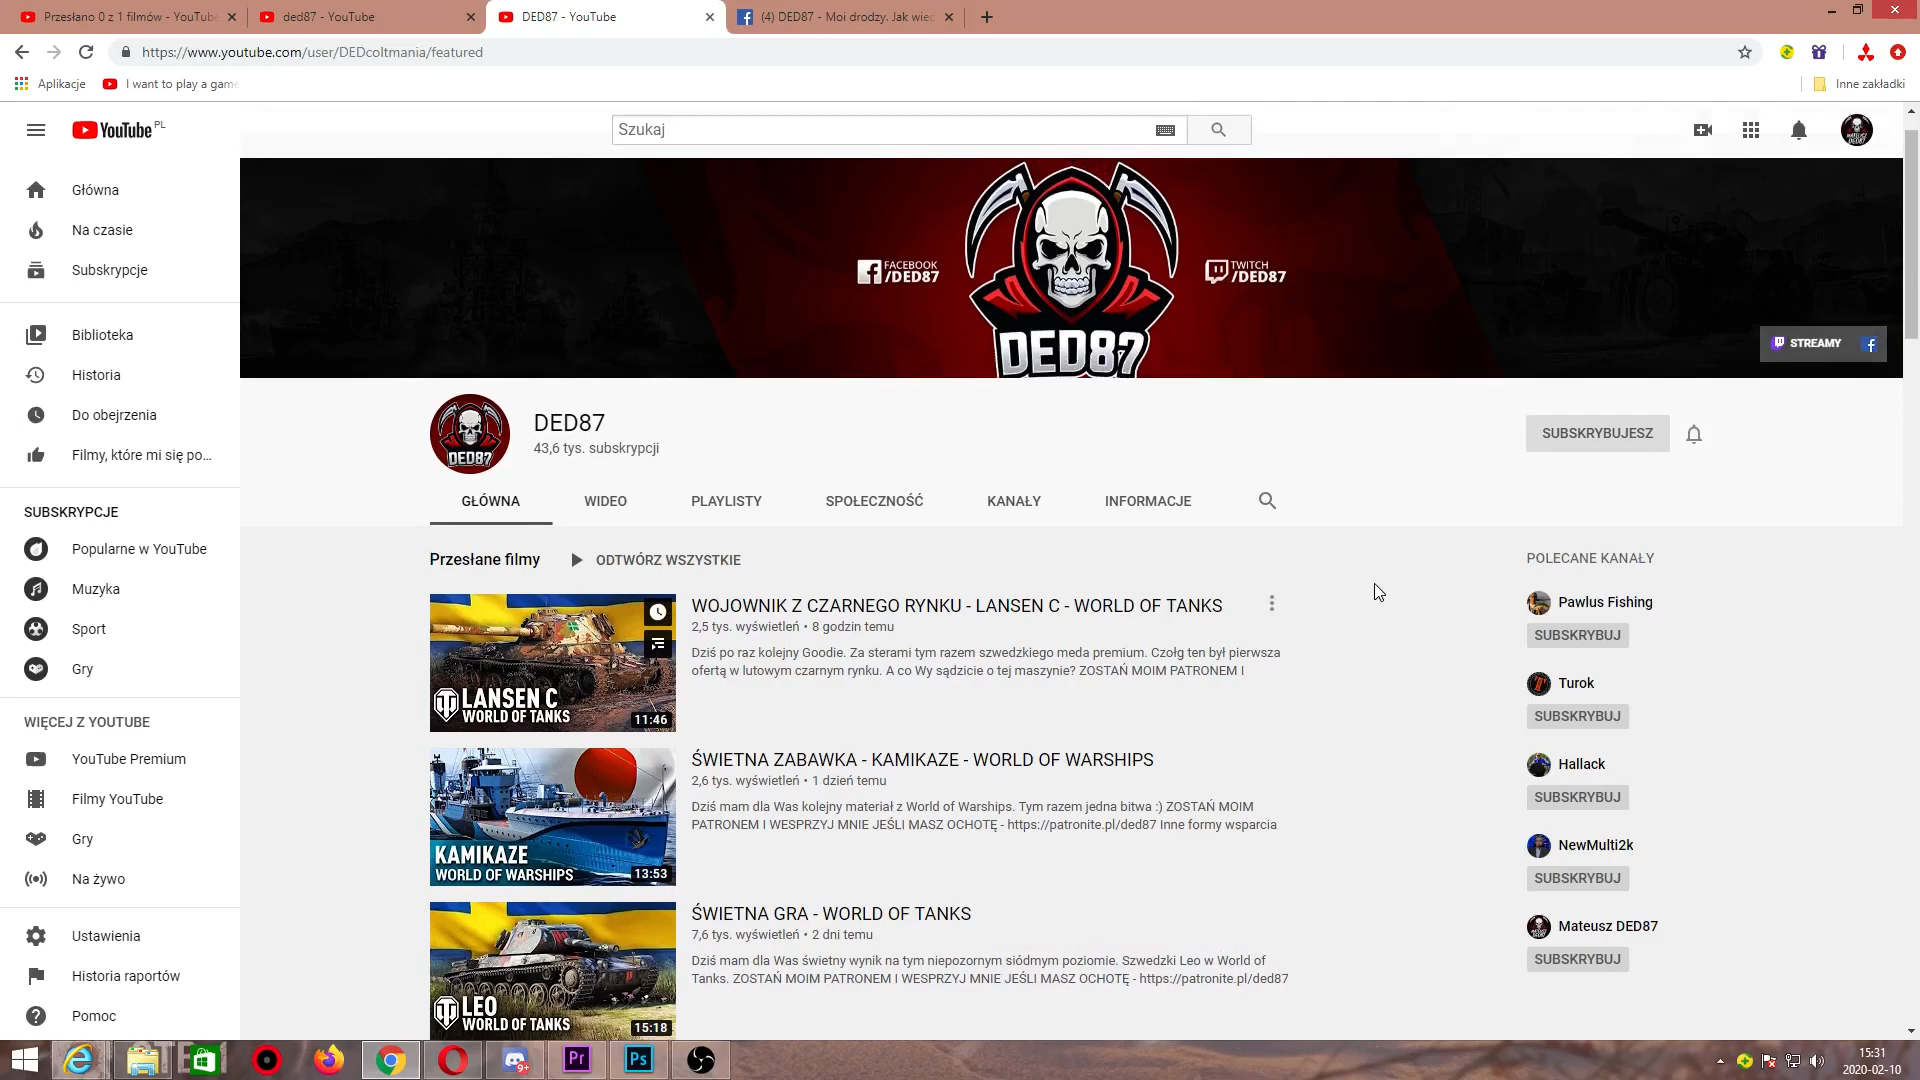 Przesłano 0 z 1 filmów - YouTube
ded87 - YouTube
DED87 - YouTube
(4) DED87 - Moi drodzy. Jak wiec
https://www.youtube.com/user/DEDcoltmania/featured
Aplikacje
I want to play a game
Inne zakładki
YouTube PL
Szukaj
Główna
Na czasie
Subskrypcje
Biblioteka
Historia
Do obejrzenia
Filmy, które mi się po...
SUBSKRYPCJE
Popularne w YouTube
Muzyka
Sport
Gry
WIĘCEJ Z YOUTUBE
YouTube Premium
Filmy YouTube
Gry
Na żywo
Ustawienia
Historia raportów
Pomoc
FACEBOOK
/DED87
DED87
TWITCH
/DED87
STREAMY
DED87
DED87
43,6 tys. subskrypcji
SUBSKRYBUJESZ
GŁÓWNA
WIDEO
PLAYLISTY
SPOŁECZNOŚĆ
KANAŁY
INFORMACJE
Przesłane filmy
ODTWÓRZ WSZYSTKIE
LANSEN C
WORLD OF TANKS
11:46
WOJOWNIK Z CZARNEGO RYNKU - LANSEN C - WORLD OF TANKS
2,5 tys. wyświetleń • 8 godzin temu
Dziś po raz kolejny Goodie. Za sterami tym razem szwedzkiego meda premium. Czołg ten był pierwsza
ofertą w lutowym czarnym rynku. A co Wy sądzicie o tej maszynie? ZOSTAŃ MOIM PATRONEM I
KAMIKAZE
WORLD OF WARSHIPS
13:53
ŚWIETNA ZABAWKA - KAMIKAZE - WORLD OF WARSHIPS
2,6 tys. wyświetleń • 1 dzień temu
Dziś mam dla Was kolejny materiał z World of Warships. Tym razem jedna bitwa :) ZOSTAŃ MOIM
PATRONEM I WESPRZYJ MNIE JEŚLI MASZ OCHOTĘ - https://patronite.pl/ded87 Inne formy wsparcia
LEO
WORLD OF TANKS
15:18
ŚWIETNA GRA - WORLD OF TANKS
7,6 tys. wyświetleń • 2 dni temu
Dziś mam dla Was świetny wynik na tym niepozornym siódmym poziomie. Szwedzki Leo w World of
Tanks. ZOSTAŃ MOIM PATRONEM I WESPRZYJ MNIE JEŚLI MASZ OCHOTĘ - https://patronite.pl/ded87
POLECANE KANAŁY
Pawlus Fishing
SUBSKRYBUJ
Turok
SUBSKRYBUJ
Hallack
SUBSKRYBUJ
NewMulti2k
SUBSKRYBUJ
Mateusz DED87
SUBSKRYBUJ
9+
Pr
Ps
15:31
2020-02-10